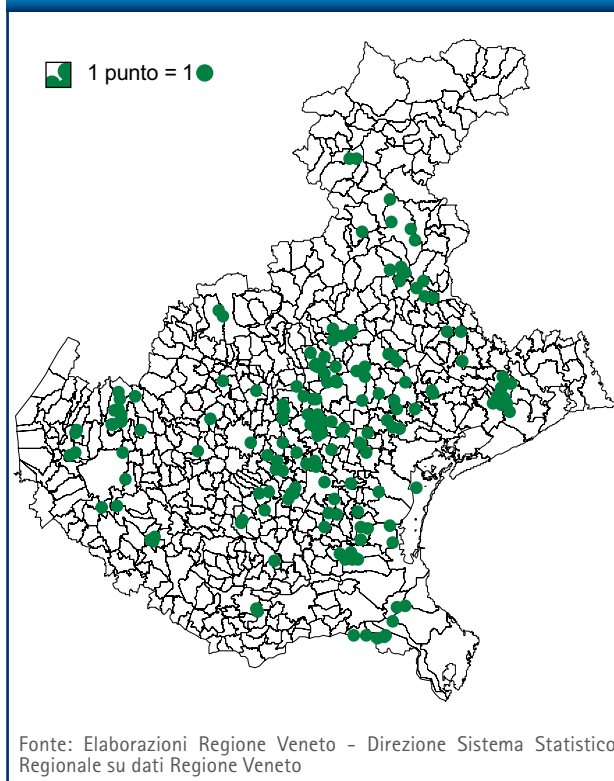 1 punto = 1
Fonte: Elaborazioni Regione Veneto - Direzione Sistema Statistico
Regionale su dati Regione Veneto